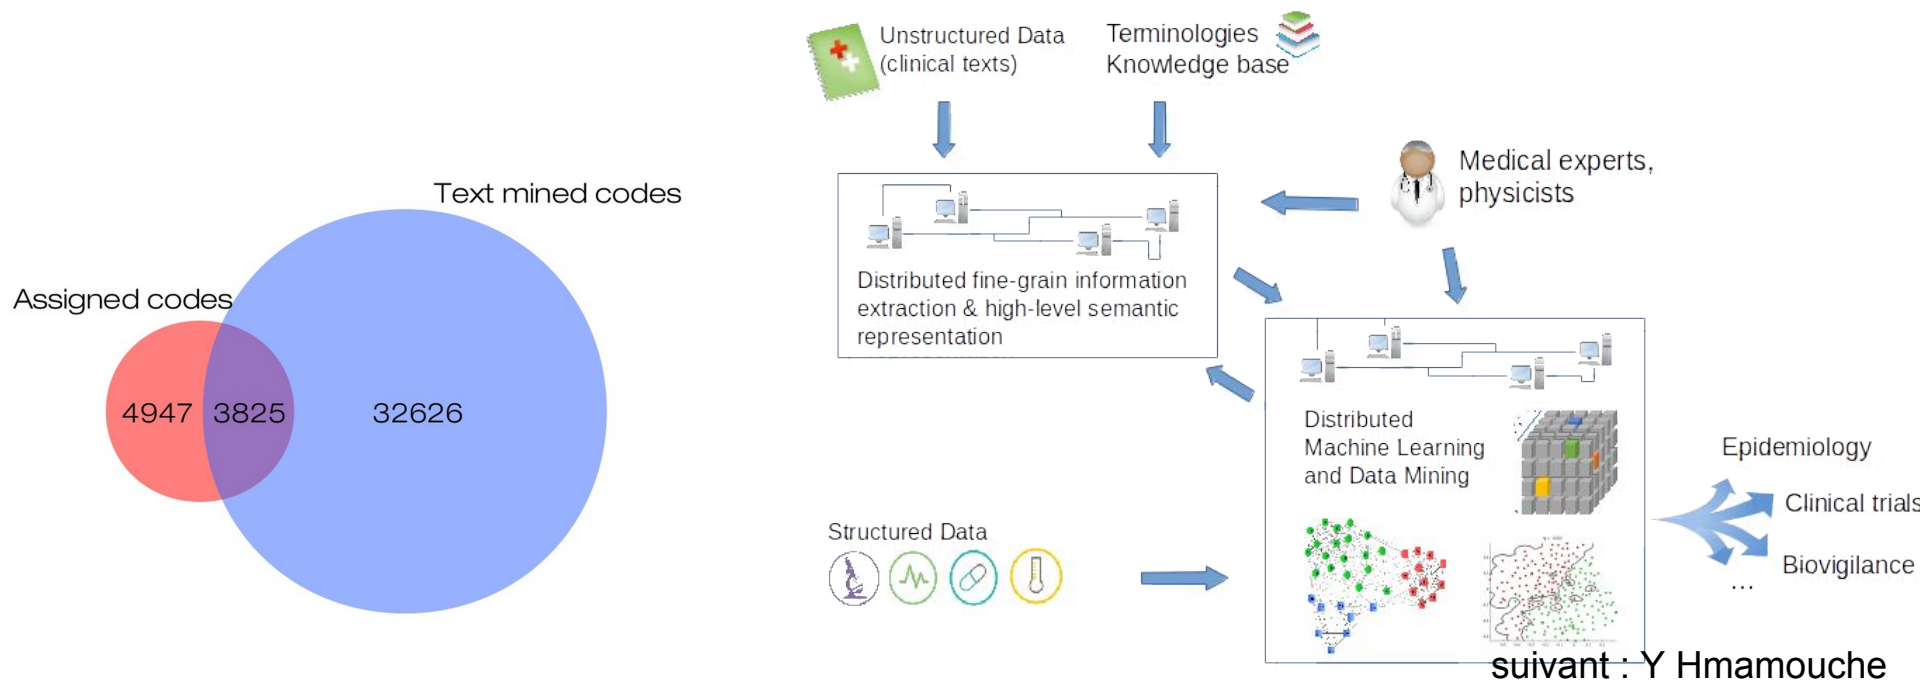 Text mined codes
Assigned codes
4947
3825
32626
Unstructured Data
(clinical texts)
Terminologies
Knowledge base
Medical experts,
physicists
Distributed fine-grain information
extraction & high-level semantic
representation
Distributed
Machine Learning
and Data Mining
Structured Data
Epidemiology
Clinical trials
Biovigilance
...
suivant : Y Hmamouche